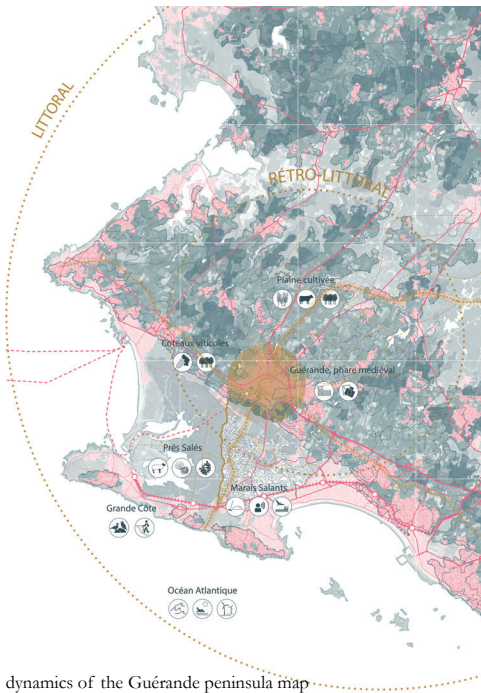 LITTORAL
RÉTRO-LITTORAL
Plaine cultivée
Coteaux viticoles
Guérande, phare médiéval
Prés Salés
Marais Salants
Grande Côte
Océan Atlantique
dynamics of the Guérande peninsula map